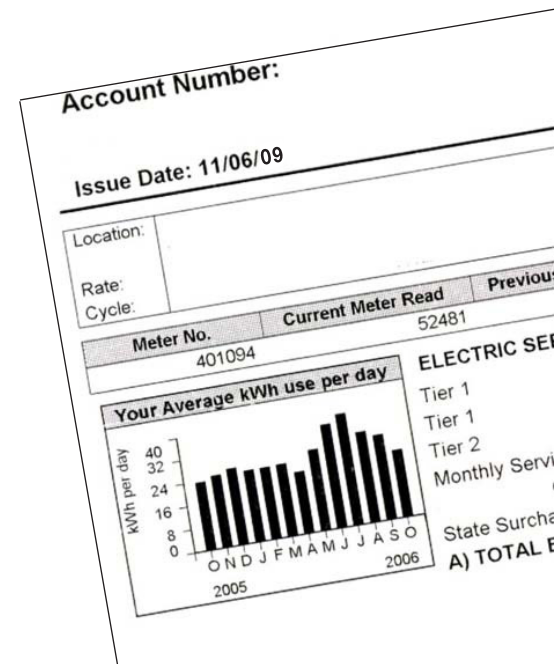 Account Number:
Issue Date: 11/06/09
Location:
Rate:
Cycle:
Meter No. Current Meter Read Previous
401094 52481
Your Average kWh use per day
kWh per day
40
32
24
16
8
0
O N D J F M A M J J A S O
2005 2006
ELECTRIC SE
Tier 1
Tier 1
Tier 2
Monthly Servi
State Surcha
A) TOTAL E